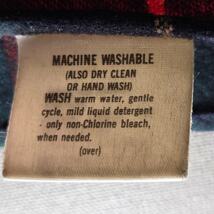 MACHINE WASHABLE
(ALSO DRY CLEAN
OR HAND WASH)
WASH warm water, gentle
cycle, mild liquid detergent
- only non-Chlorine bleach,
when needed.
(over)